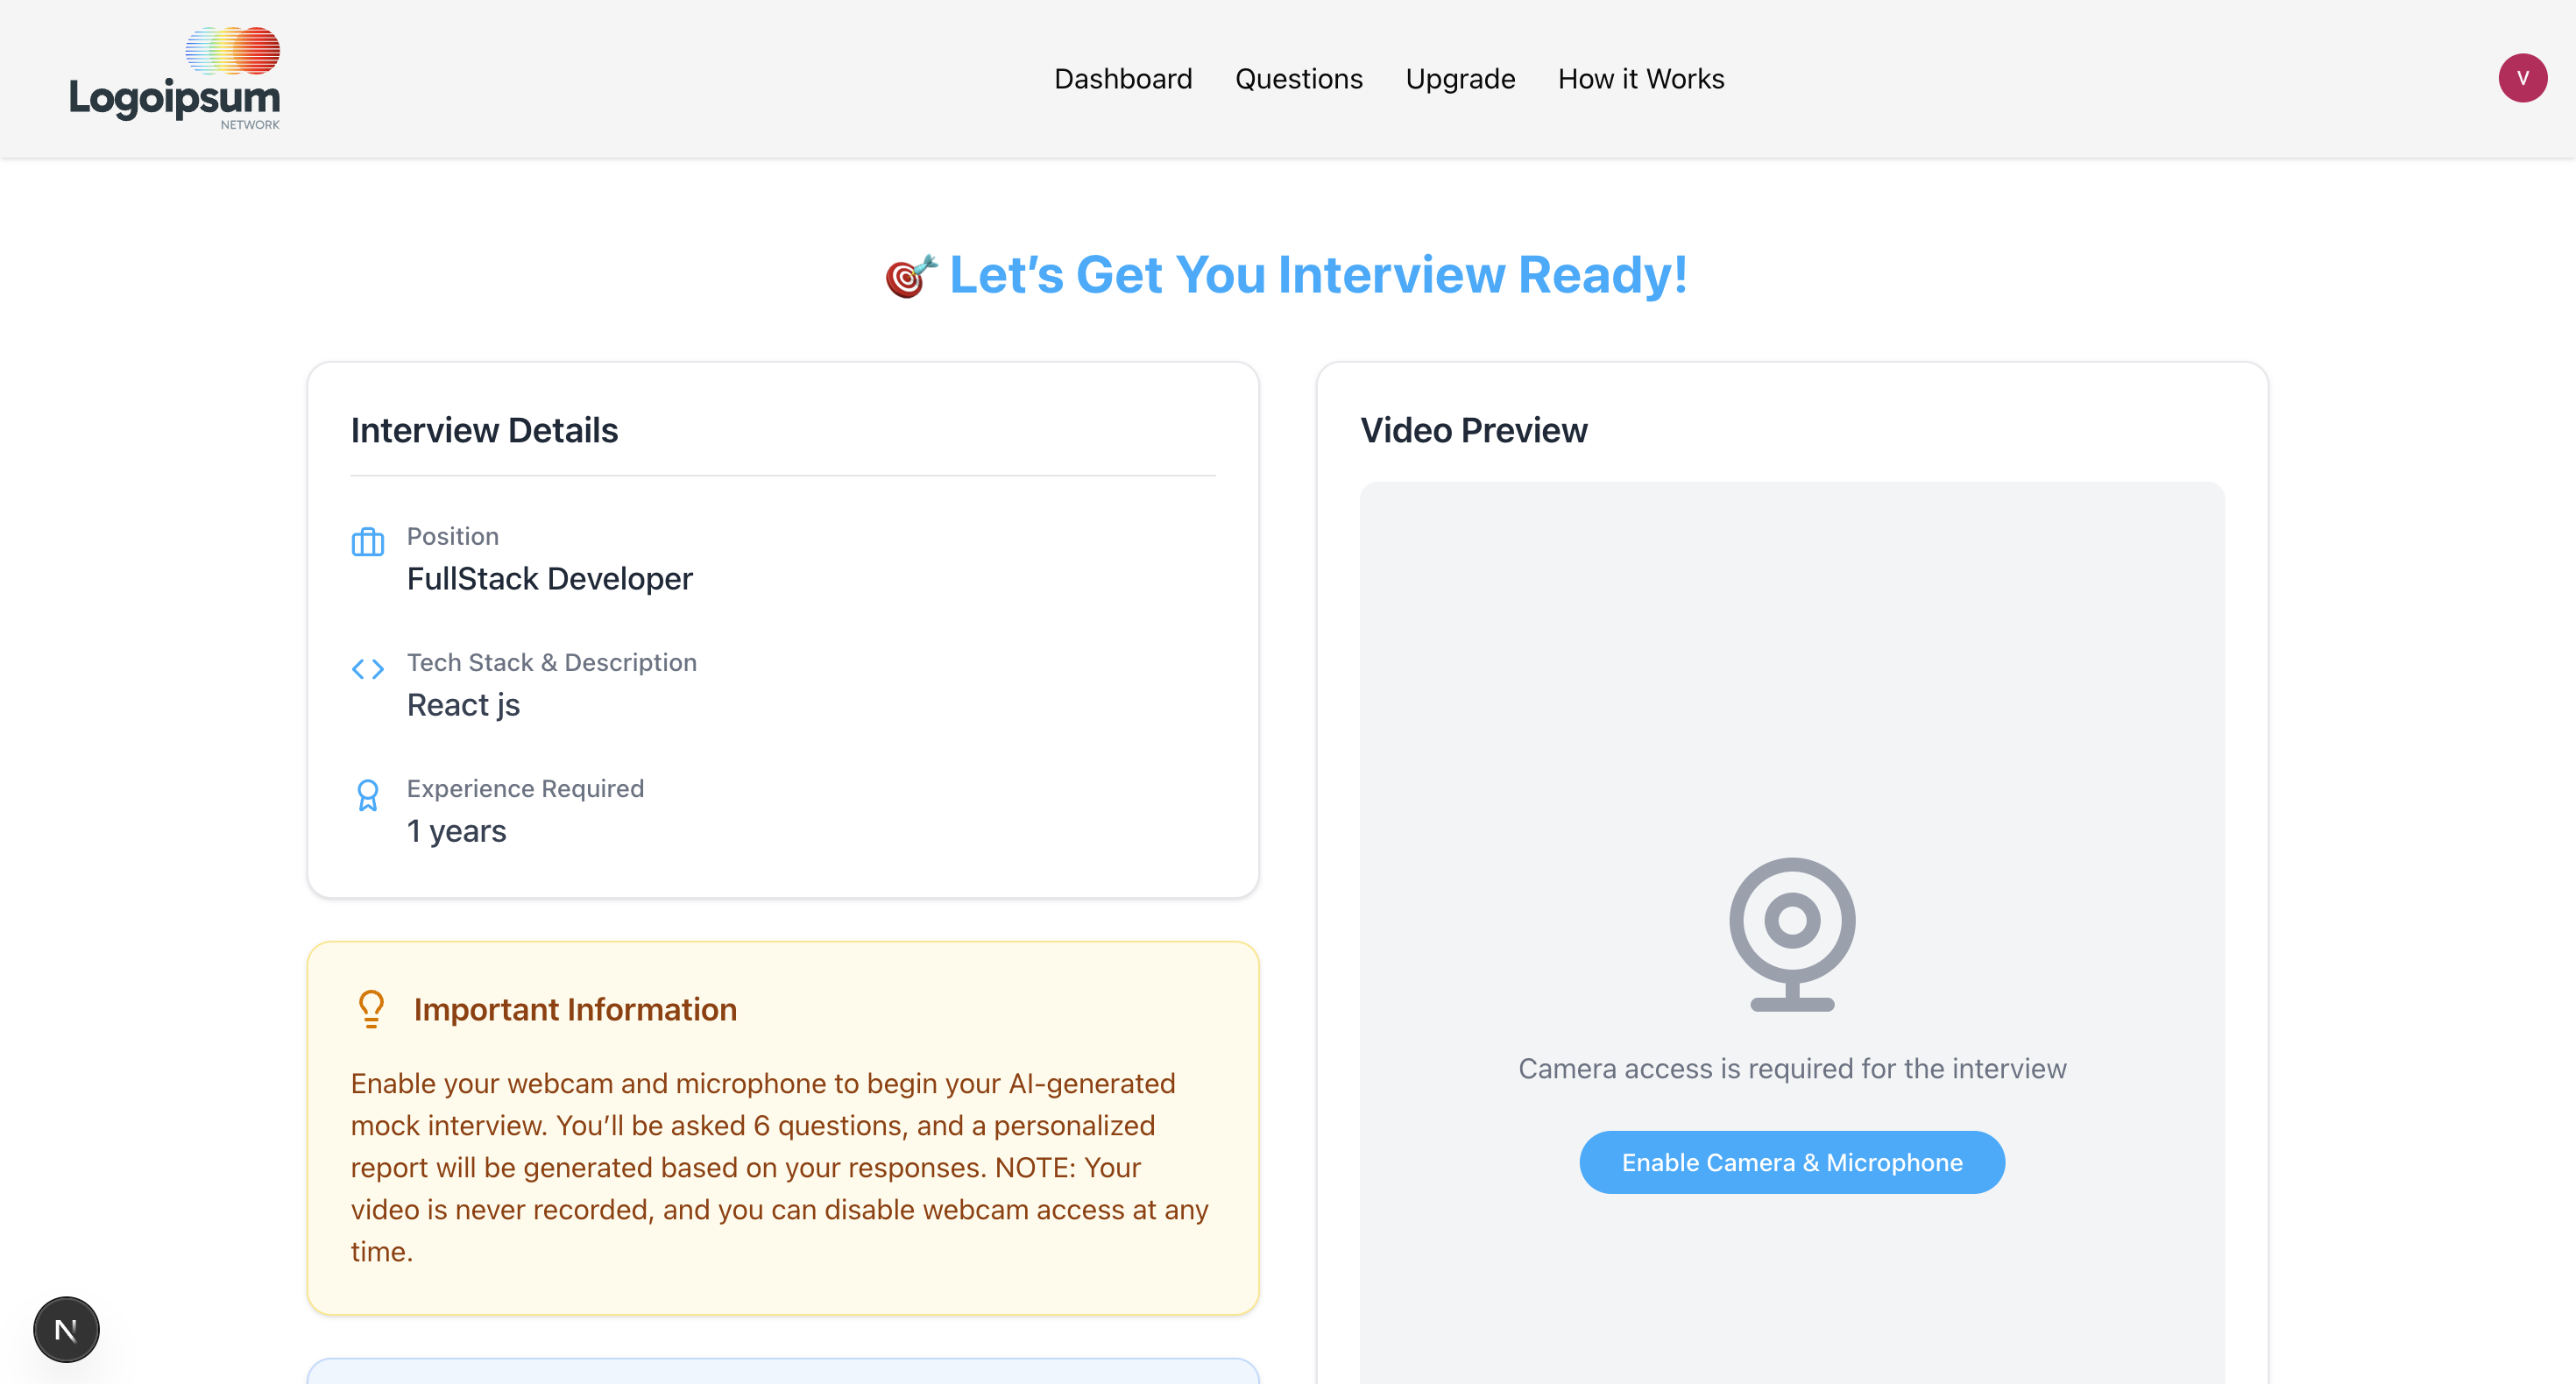 Logoipsum
NETWORK
Dashboard Questions Upgrade How it Works
V
🎯 Let’s Get You Interview Ready!
Interview Details
Position
FullStack Developer
Tech Stack & Description
React js
Experience Required
1 years
Important Information
Enable your webcam and microphone to begin your AI-generated
mock interview. You’ll be asked 6 questions, and a personalized
report will be generated based on your responses. NOTE: Your
video is never recorded, and you can disable webcam access at any
time.
Video Preview
Camera access is required for the interview
Enable Camera & Microphone
N